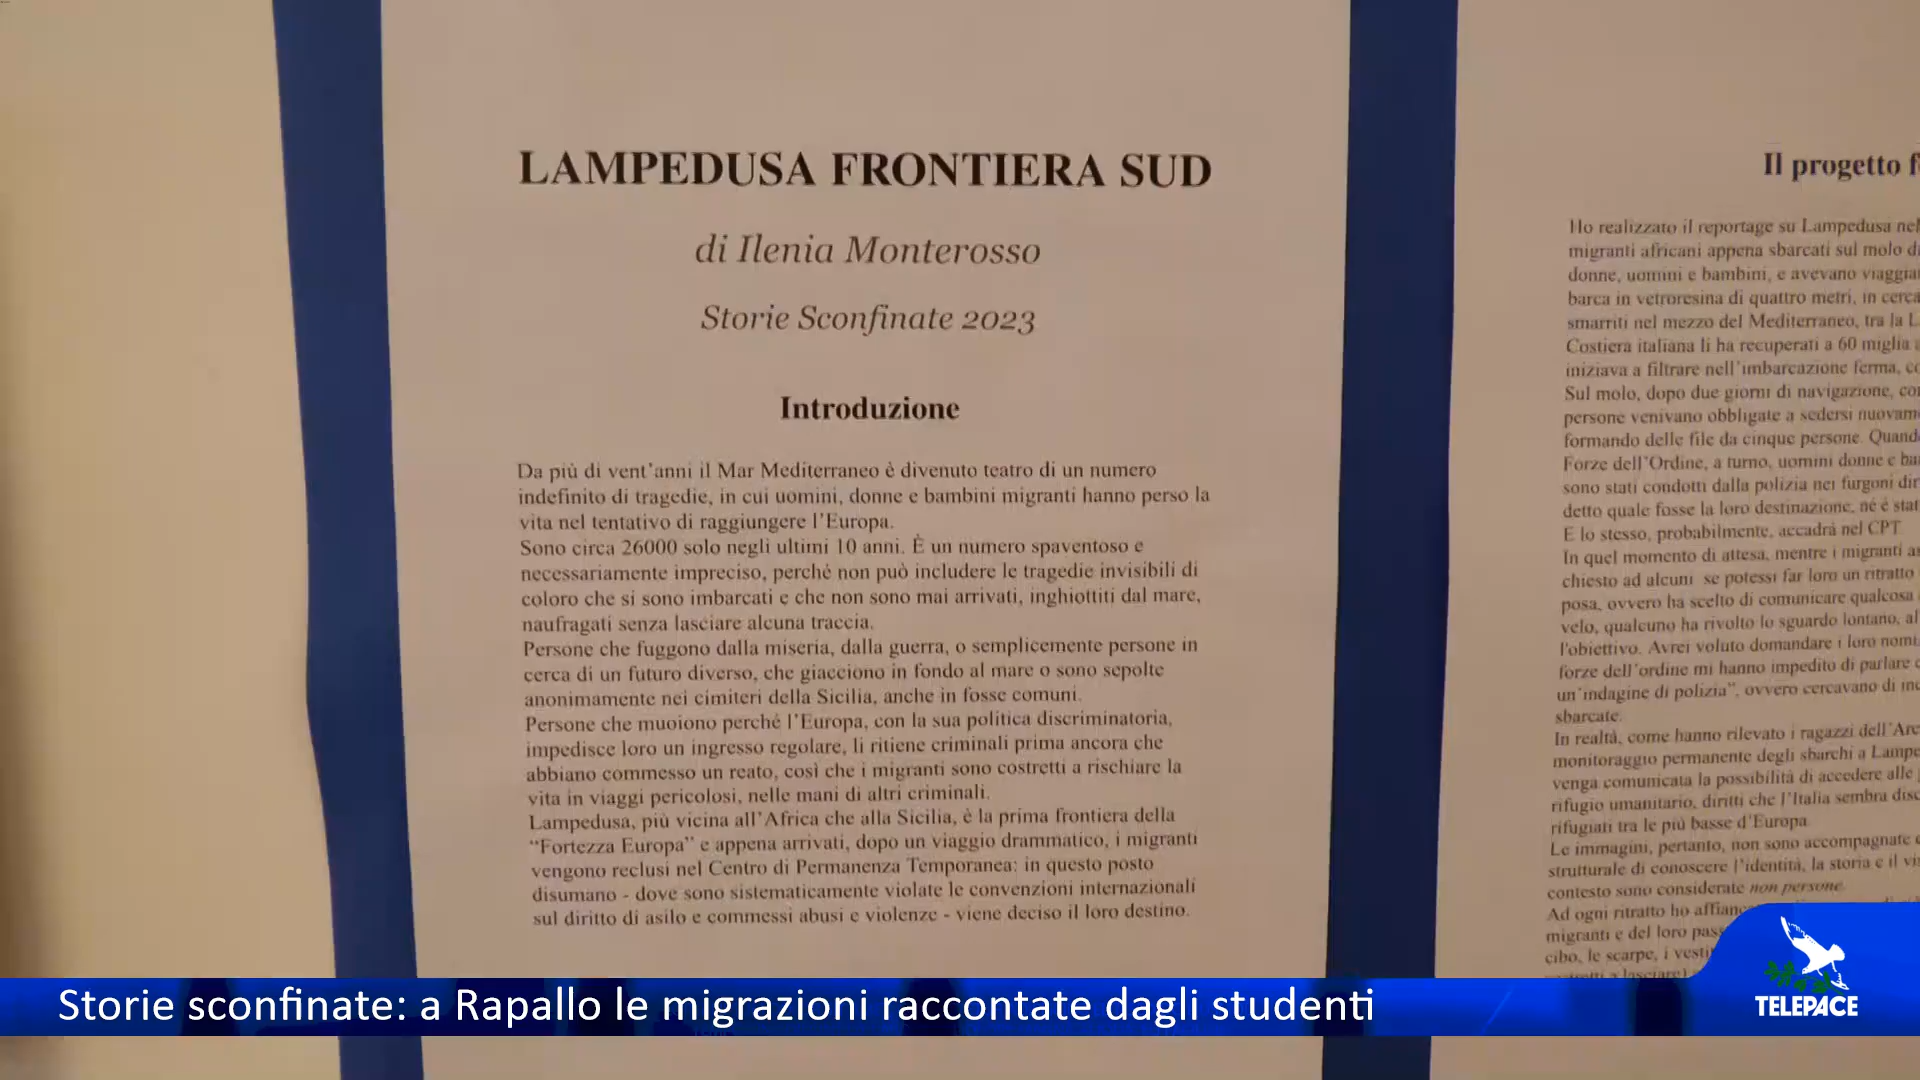 LAMPEDUSA FRONTIERA SUD
di Ilenia Monterosso
Storie Sconfinate 2023
Introduzione
Da più di vent'anni il Mar Mediterraneo è divenuto teatro di un numero
indefinito di tragedie, in cui uomini, donne e bambini migranti hanno perso la
vita nel tentativo di raggiungere l'Europa.
Sono circa 26000 solo negli ultimi 10 anni. È un numero spaventoso e
necessariamente impreciso, perché non può includere le tragedie invisibili di
coloro che si sono imbarcati e che non sono mai arrivati, inghiottiti dal mare,
naufragati senza lasciare alcuna traccia.
Persone che fuggono dalla miseria, dalla guerra, o semplicemente persone in
cerca di un futuro diverso, che giacciono in fondo al mare o sono sepolte
anonimamente nei cimiteri della Sicilia, anche in fosse comuni.
Persone che muoiono perché l'Europa, con la sua politica discriminatoria,
impedisce loro un ingresso regolare, li ritiene criminali prima ancora che
abbiano commesso un reato, così che i migranti sono costretti a rischiare la
vita in viaggi pericolosi, nelle mani di altri criminali.
Lampedusa, più vicina all'Africa che alla Sicilia, è la prima frontiera della
"Fortezza Europa" e appena arrivati, dopo un viaggio drammatico, i migranti
vengono reclusi nel Centro di Permanenza Temporanea: in questo posto
disumano - dove sono sistematicamente violate le convenzioni internazionali
sul diritto di asilo e commessi abusi e violenze - viene deciso il loro destino.
Il progetto
Ho realizzato il reportage su Lampedusa nel
migranti africani appena sbarcati sul molo
donne, uomini e bambini, e avevano
barca in vetroresina di quattro metri, in
smarriti nel mezzo del Mediterraneo, tra la
Costiera italiana li ha recuperati a 60 miglia
iniziava a filtrare nell'imbarcazione ferma,
Sul molo, dopo due giorni di navigazione,
persone venivano obbligate a sedersi
formando delle file da cinque persone.
Forze dell'Ordine, a turno, uomini donne e
sono stati condotti dalla polizia nei furgoni
detto quale fosse la loro destinazione, né è
E lo stesso, probabilmente, accadrà nel CPT
In quel momento di attesa, mentre i migranti
chiesto ad alcuni se potessi far loro un ritratto
posa, ovvero ha scelto di comunicare qualcosa
velo, qualcuno ha rivolto lo sguardo lontano,
l'obiettivo. Avrei voluto domandare i loro
forze dell'ordine mi hanno impedito di parlare
un'indagine di polizia", ovvero cercavano di
sbarcate.
In realtà, come hanno rilevato i ragazzi
monitoraggio permanente degli sbarchi a
venga comunicata la possibilità di accedere alle
rifugio umanitario, diritti che l'Italia sembra
rifugiati tra le più basse d'Europa
Le immagini, pertanto, non sono accompagnate
strutturale di conoscere l'identità, la storia e il
contesto sono considerate non persone.
Ad ogni ritratto ho
migranti e del loro
cibo, le scarpe, i
TELEPACE
Storie sconfinate: a Rapallo le migrazioni raccontate dagli studenti